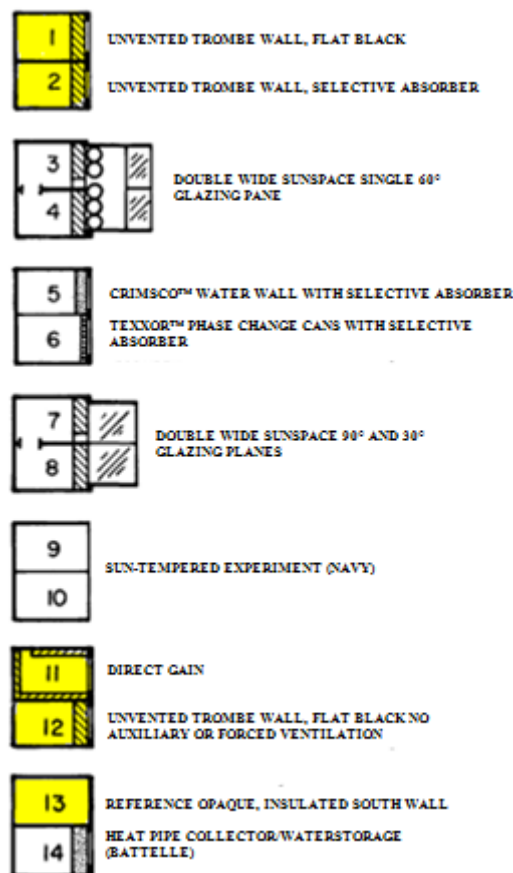 1 UNVENTED TROMBE WALL, FLAT BLACK
2 UNVENTED TROMBE WALL, SELECTIVE ABSORBER
3
4
DOUBLE WIDE SUNSPACE SINGLE 60°
GLAZING PANE
5 CRIMSCO™ WATER WALL WITH SELECTIVE ABSORBER
6 TEXXOR™ PHASE CHANGE CANS WITH SELECTIVE
ABSORBER
7
8
DOUBLE WIDE SUNSPACE 90° AND 30°
GLAZING PLANES
9
10
SUN-TEMPERED EXPERIMENT (NAVY)
11 DIRECT GAIN
12 UNVENTED TROMBE WALL, FLAT BLACK NO
AUXILIARY OR FORCED VENTILATION
13 REFERENCE OPAQUE, INSULATED SOUTH WALL
14 HEAT PIPE COLLECTOR/WATERSTORAGE
(BATTELLE)